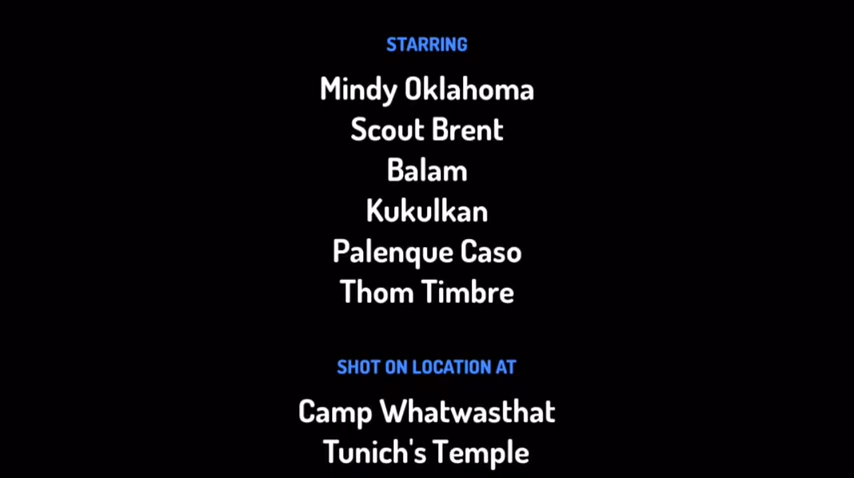 STARRING
Mindy Oklahoma
Scout Brent
Balam
Kukulkan
Palenque Caso
Thom Timbre
SHOT ON LOCATION AT
Camp Whatwasthat
Tunich's Temple